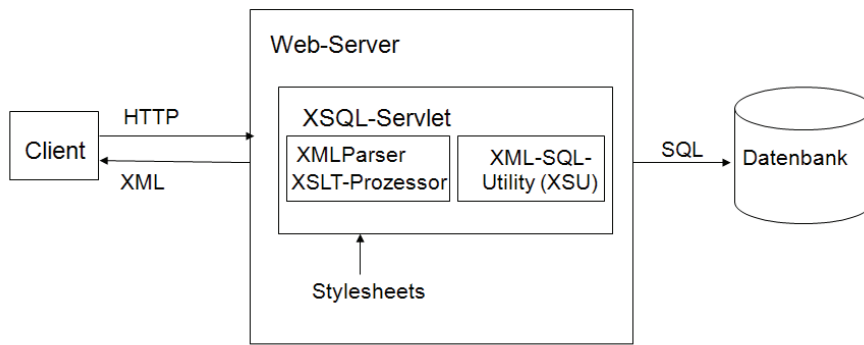 Web-Server
XSQL-Servlet
HTTP
Client
XML
XMLParser
XSLT-Prozessor
XML-SQL-
Utility (XSU)
SQL
Datenbank
Stylesheets